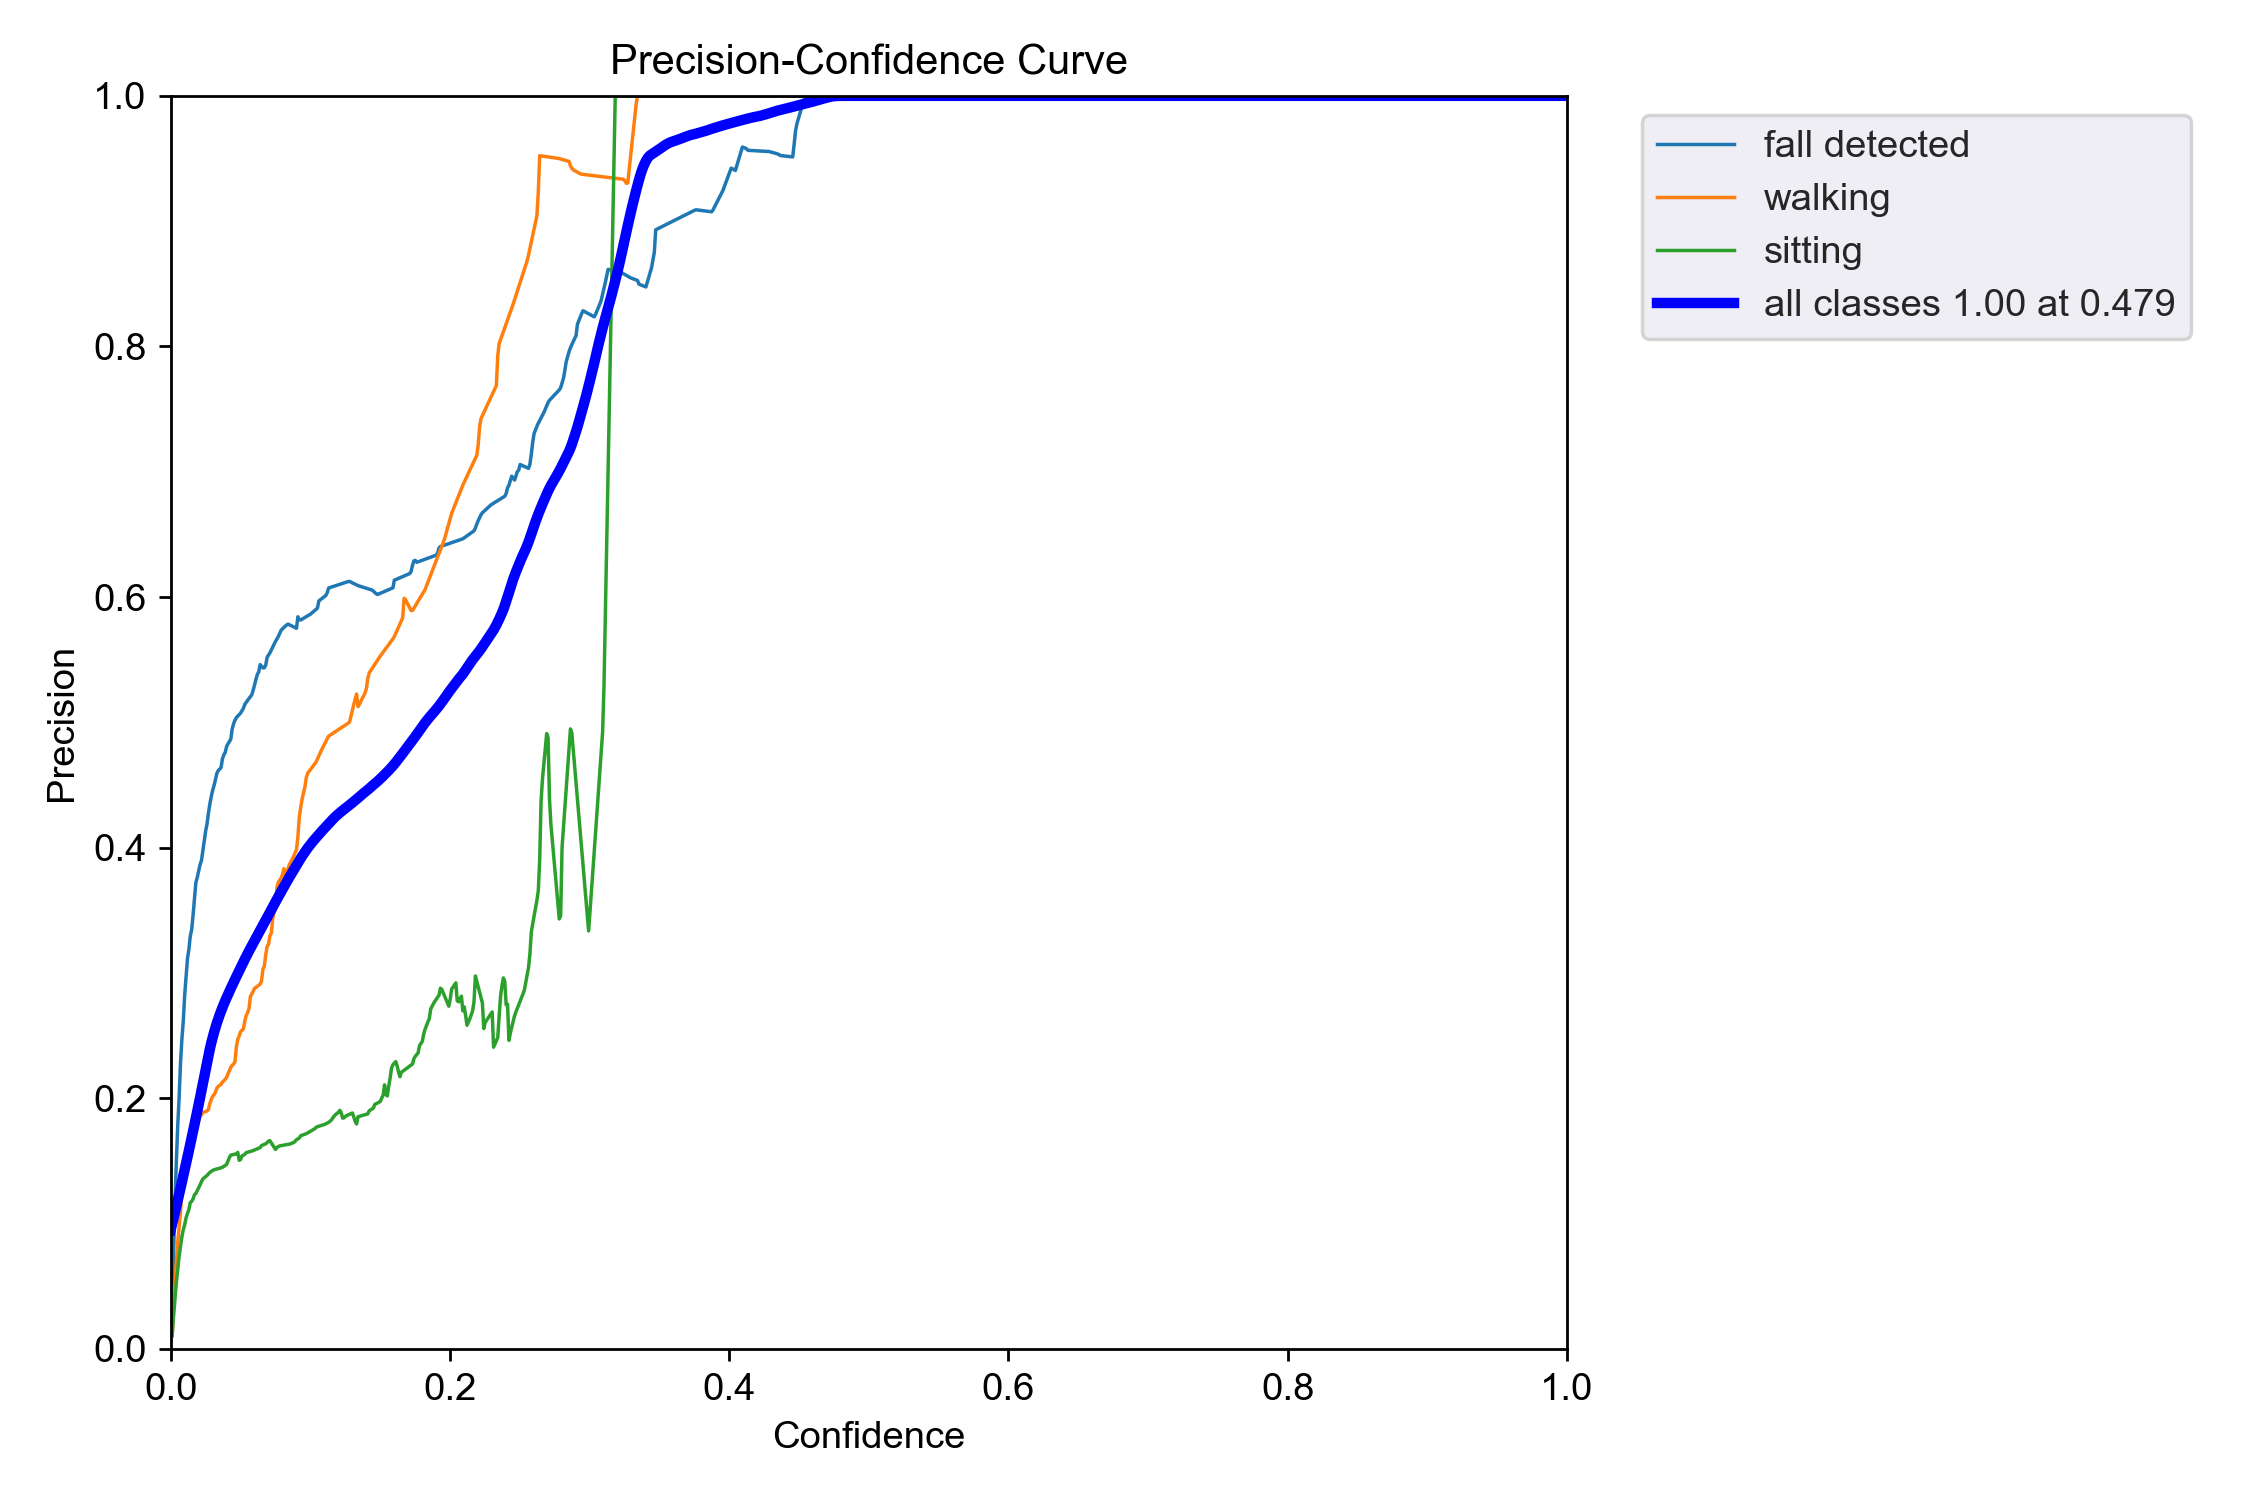 Precision-Confidence Curve
1.0
0.8
0.6
0.4
0.2
0.0
Precision
0.0 0.2 0.4 0.6 0.8 1.0
Confidence
fall detected
walking
sitting
all classes 1.00 at 0.479